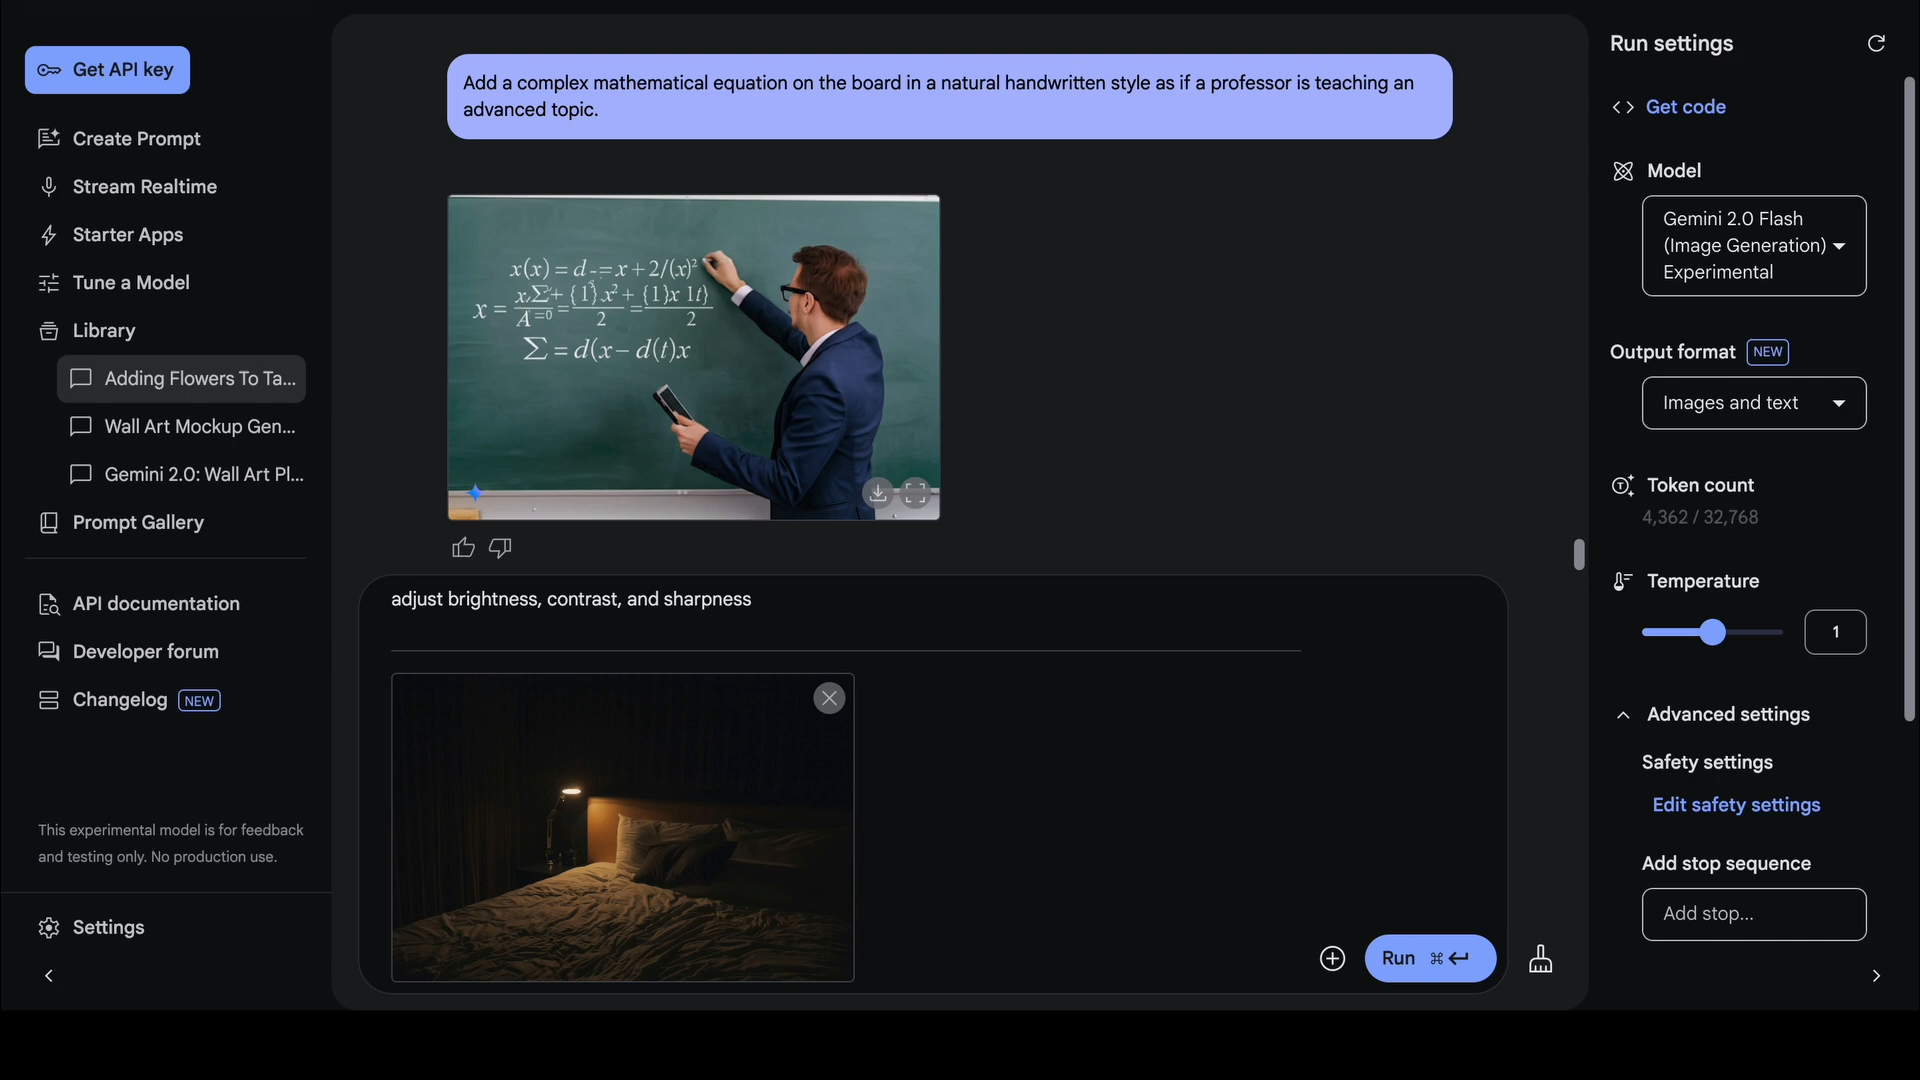 Get API key
Create Prompt
Stream Realtime
Starter Apps
Tune a Model
Library
Adding Flowers To Ta...
Wall Art Mockup Gen...
Gemini 2.0: Wall Art Pl...
Prompt Gallery
API documentation
Developer forum
Changelog NEW
This experimental model is for feedback
and testing only. No production use.
Settings
Add a complex mathematical equation on the board in a natural handwritten style as if a professor is teaching an
advanced topic.
Σ = d(x – d(t)x
adjust brightness, contrast, and sharpness
Run ⌘
Run settings
Get code
Model
Gemini 2.0 Flash
(Image Generation)
Experimental
Output format NEW
Images and text
Token count
4,362 / 32,768
Temperature
1
Advanced settings
Safety settings
Edit safety settings
Add stop sequence
Add stop...